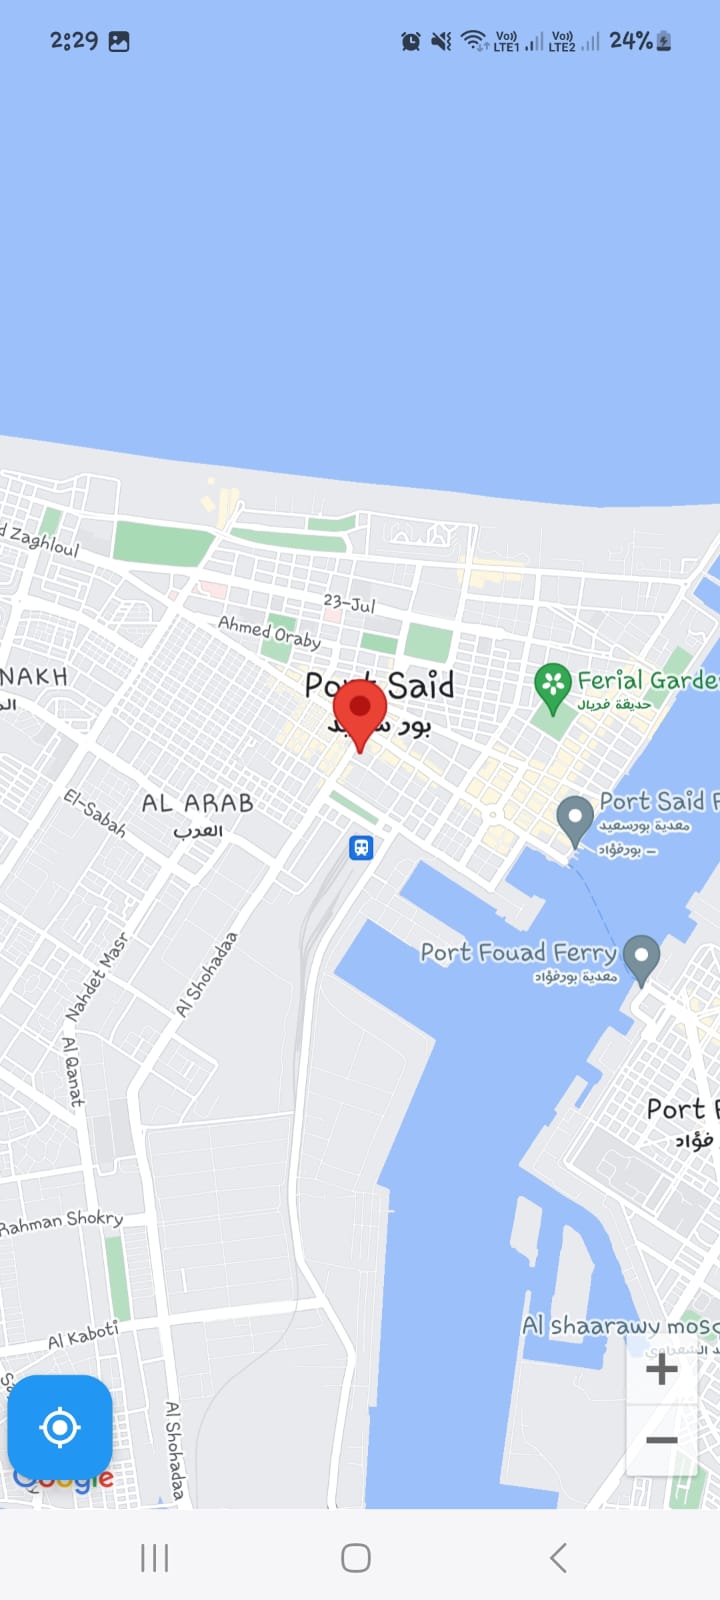 2:29
Vo))
LTE1
Vo))
LTE2
24%
d Zaghloul
23-Jul
Ahmed Oraby
NAKH
Port Said
بور سعيد
Ferial Garde
حديقة فريال
El-Sabah
AL ARAB
العرب
Port Said F
معدية بورسعيد
– بورفؤاد
Nahdet Masr
Al Shohadaa
Port Fouad Ferry
معدية بورفؤاد
Al Qanat
Port F
فؤاد
Rahman Shokry
Al Kaboti
Al shaarawy mosq
Al Shohadaa
Google